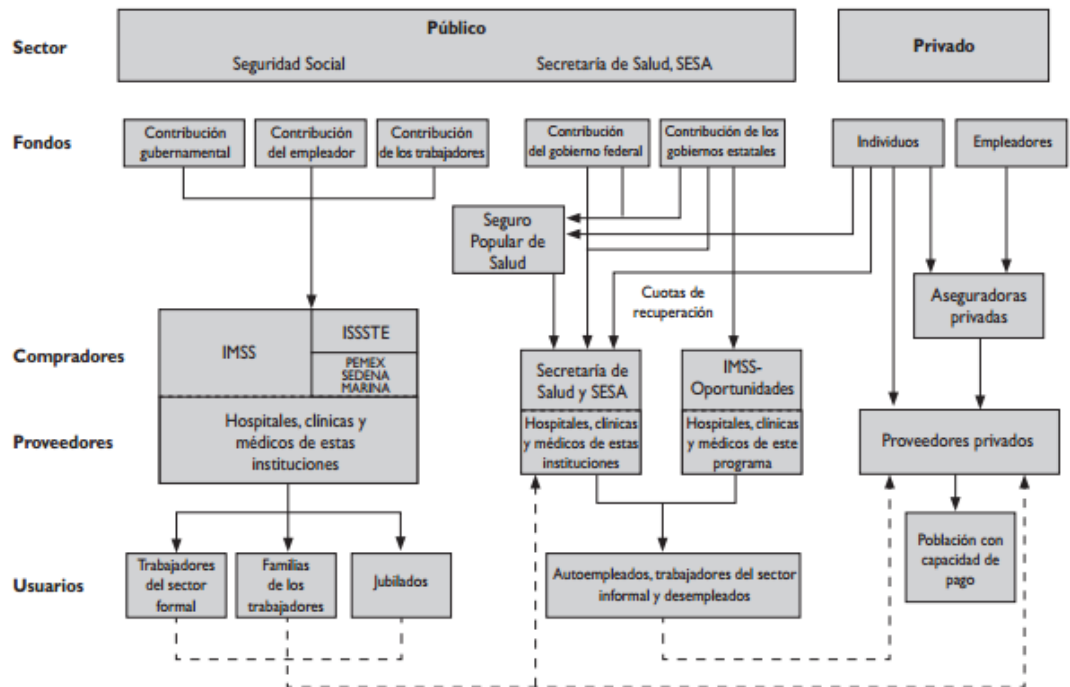 Sector
Público
Seguridad Social
Secretaría de Salud, SESA
Privado
Fondos
Contribución
gubernamental
Contribución
del empleador
Contribución
de los trabajadores
Contribución
del gobierno federal
Contribución de los
gobiernos estatales
Individuos
Empleadores
Seguro
Popular de
Salud
Cuotas de
recuperación
Aseguradoras
privadas
Compradores
IMSS
ISSSTE
PEMEX
SEDENA
MARINA
Secretaría de
Salud y SESA
IMSS-
Oportunidades
Proveedores
Hospitales, clínicas y
médicos de estas
instituciones
Hospitales, clínicas
y médicos de estas
instituciones
Hospitales, clínicas
y médicos de este
programa
Proveedores privados
Usuarios
Trabajadores
del sector
formal
Familias
de los
trabajadores
Jubilados
Autoempleados, trabajadores del sector
informal y desempleados
Población con
capacidad de
pago